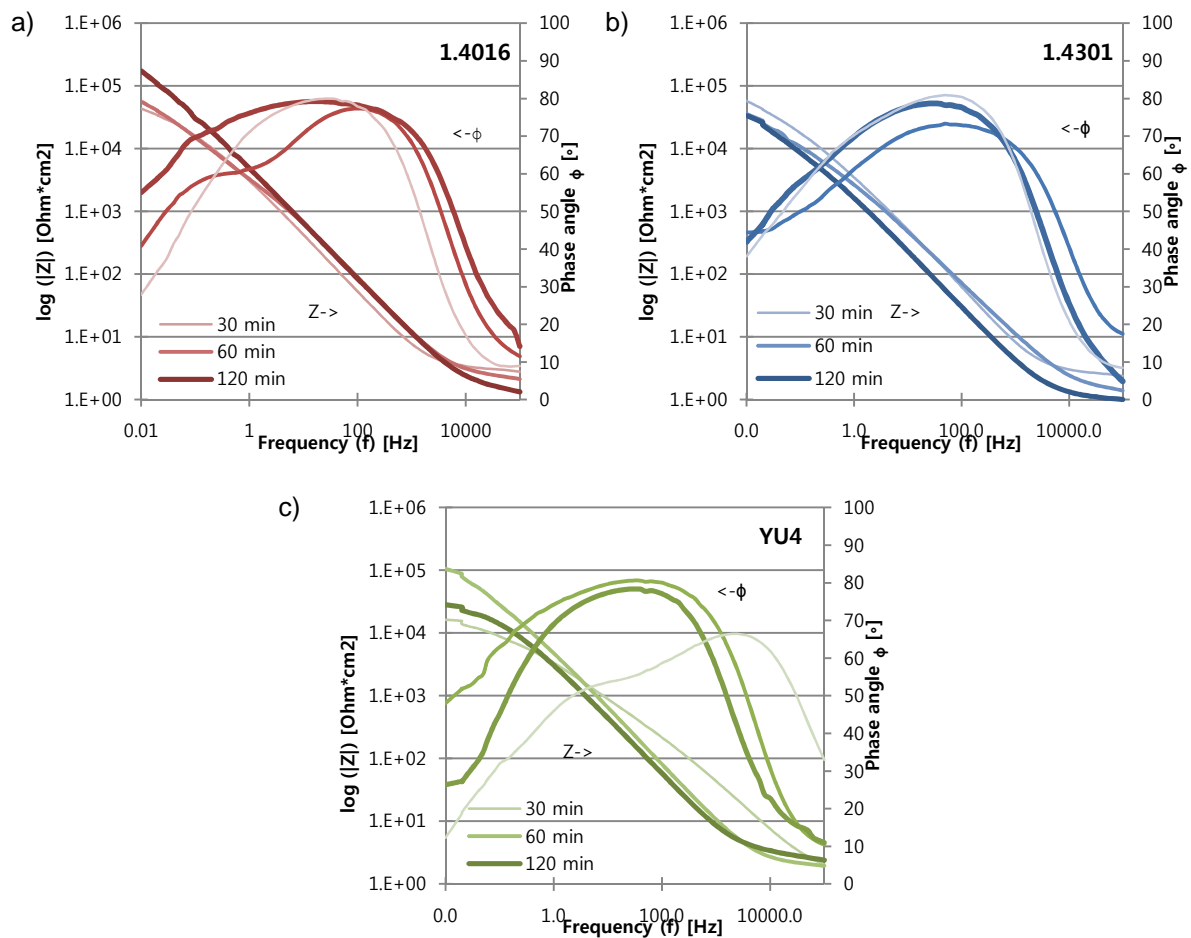 a)
1.4016
1.E+06
1.E+05
1.E+04
1.E+03
1.E+02
1.E+01
1.E+00
log (|Z|) [Ohm*cm2]
100
90
80
70
60
50
40
30
20
10
0
Phase angle ϕ [∘]
<-ϕ
Z->
30 min
60 min
120 min
0.01
1
100
10000
Frequency (f) [Hz]
b)
1.4301
1.E+06
1.E+05
1.E+04
1.E+03
1.E+02
1.E+01
1.E+00
log (|Z|) [Ohm*cm2]
100
90
80
70
60
50
40
30
20
10
0
Phase angle ϕ [∘]
<-ϕ
Z->
30 min
60 min
120 min
0.0
1.0
100.0
10000.0
Frequency (f) [Hz]
c)
YU4
1.E+06
1.E+05
1.E+04
1.E+03
1.E+02
1.E+01
1.E+00
log (|Z|) [Ohm*cm2]
100
90
80
70
60
50
40
30
20
10
0
Phase angle ϕ [∘]
<-ϕ
Z->
30 min
60 min
120 min
0.0
1.0
100.0
10000.0
Frequency (f) [Hz]